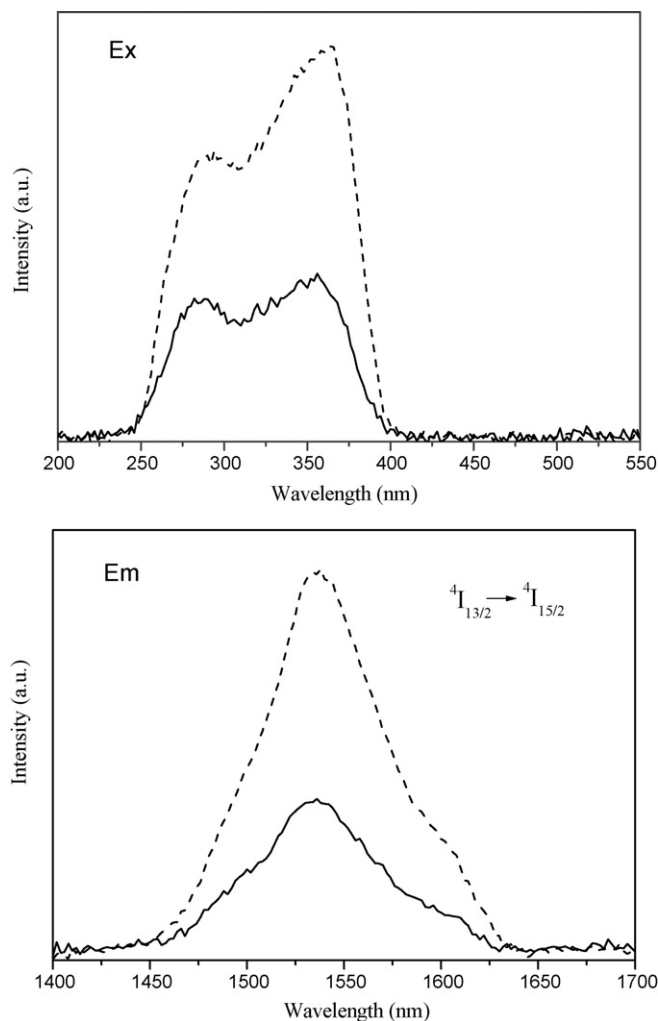 Ex
Intensity (a.u.)
200 250 300 350 400 450 500 550
Wavelength (nm)
Em
⁴I₁₃/₂ → ⁴I₁₅/₂
Intensity (a.u.)
1400 1450 1500 1550 1600 1650 1700
Wavelength (nm)